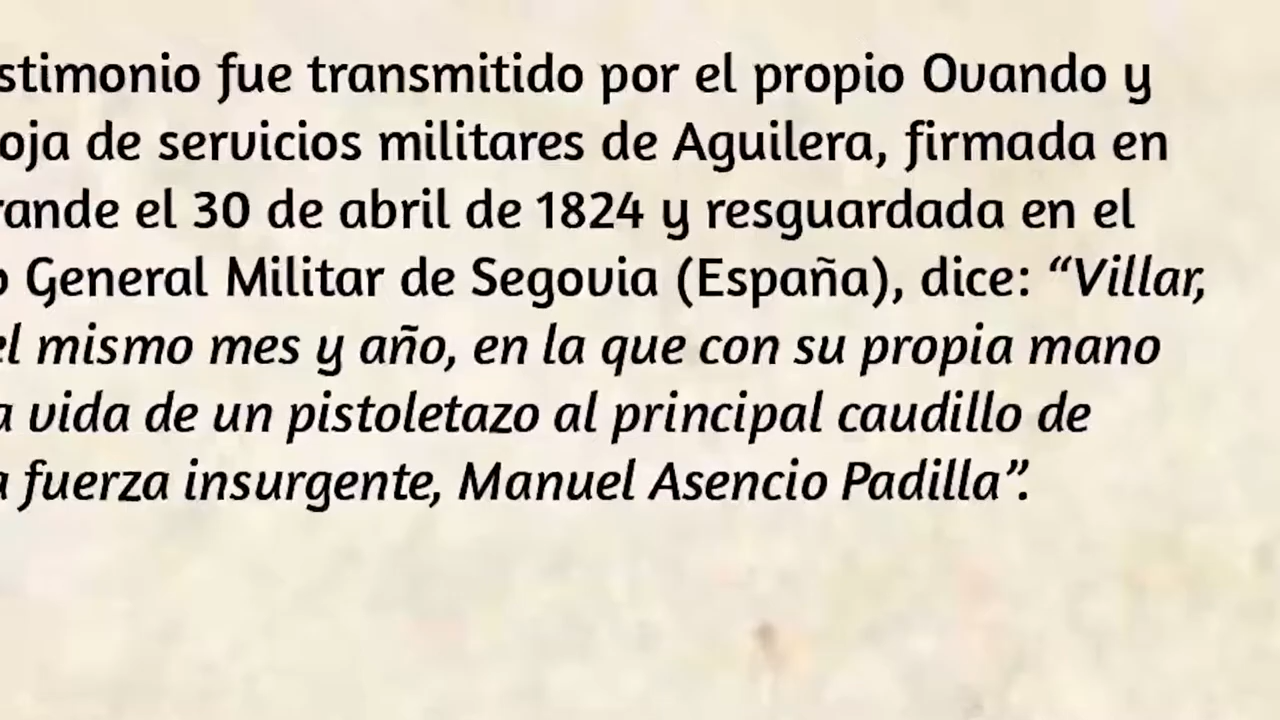 stimonio fue transmitido por el propio Ovando y
oja de servicios militares de Aguilera, firmada en
rande el 30 de abril de 1824 y resguardada en el
o General Militar de Segovia (España), dice: “Villar,
el mismo mes y año, en la que con su propia mano
a vida de un pistoletazo al principal caudillo de
a fuerza insurgente, Manuel Asencio Padilla”.